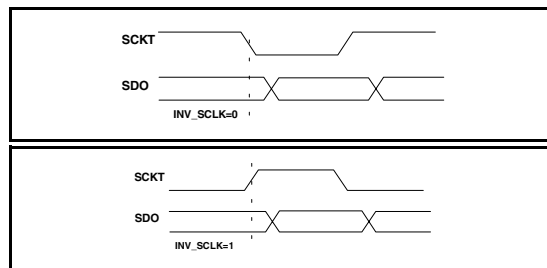 SCKT
SDO
INV_SCLK=0
SCKT
SDO
INV_SCLK=1